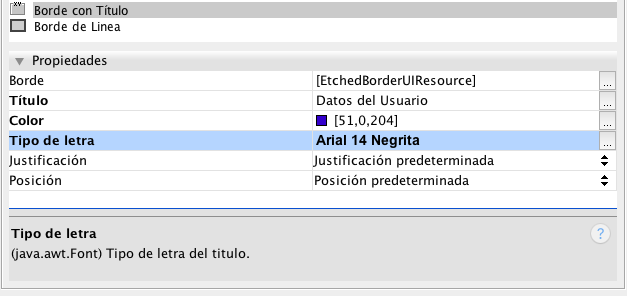 Borde con Título
Borde de Linea
Propiedades
Borde [EtchedBorderUIResource] ...
Título Datos del Usuario ...
Color [51,0,204] ...
Tipo de letra Arial 14 Negrita ...
Justificación Justificación predeterminada
Posición Posición predeterminada
Tipo de letra ?
(java.awt.Font) Tipo de letra del titulo.